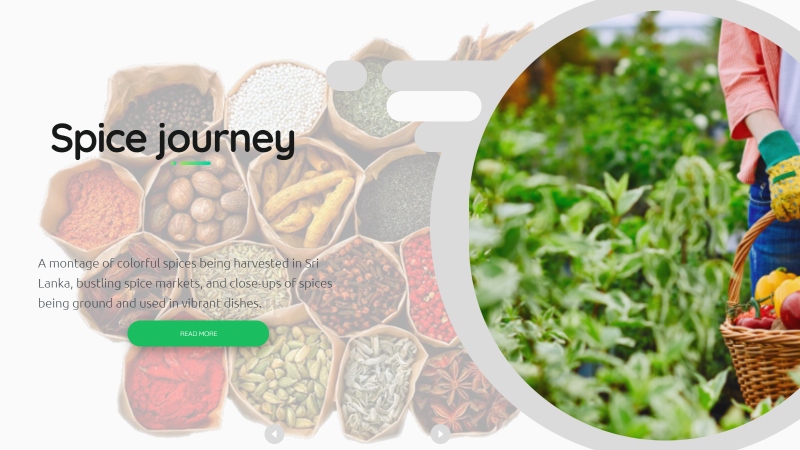 Spice journey
A montage of colorful spices being harvested in Sri
Lanka, bustling spice markets, and close-ups of spices
being ground and used in vibrant dishes.
READ MORE